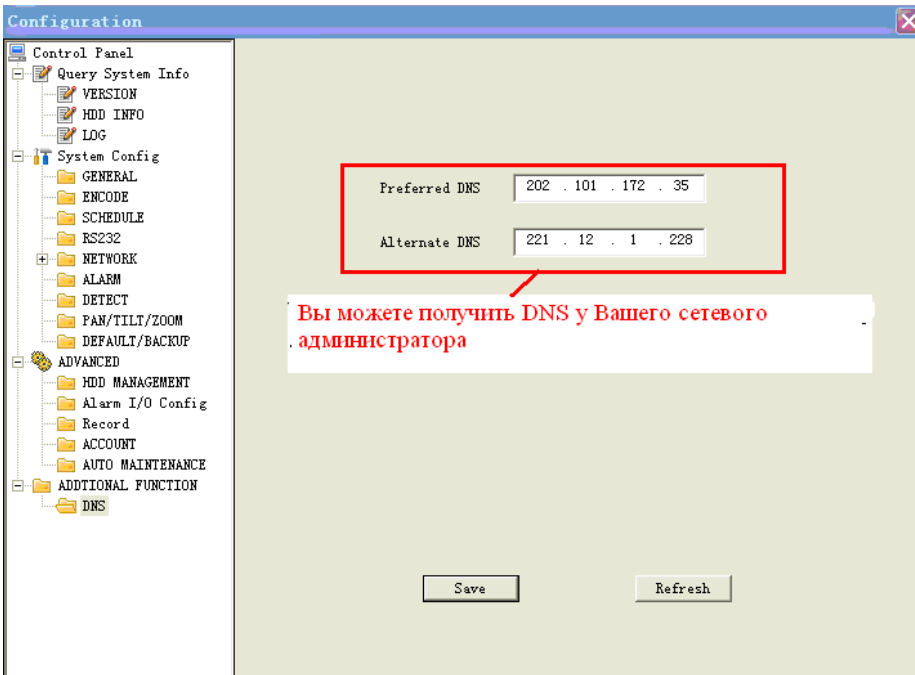 Configuration
Control Panel
Query System Info
VERSION
HDD INFO
LOG
System Config
GENERAL
ENCODE
SCHEDULE
RS232
NETWORK
ALARM
DETECT
PAN/TILT/ZOOM
DEFAULT/BACKUP
ADVANCED
HDD MANAGEMENT
Alarm I/O Config
Record
ACCOUNT
AUTO MAINTENANCE
ADDTIONAL FUNCTION
DNS
Preferred DNS 202 . 101 . 172 . 35
Alternate DNS 221 . 12 . 1 . 228
Вы можете получить DNS у Вашего сетевого
администратора
Save Refresh